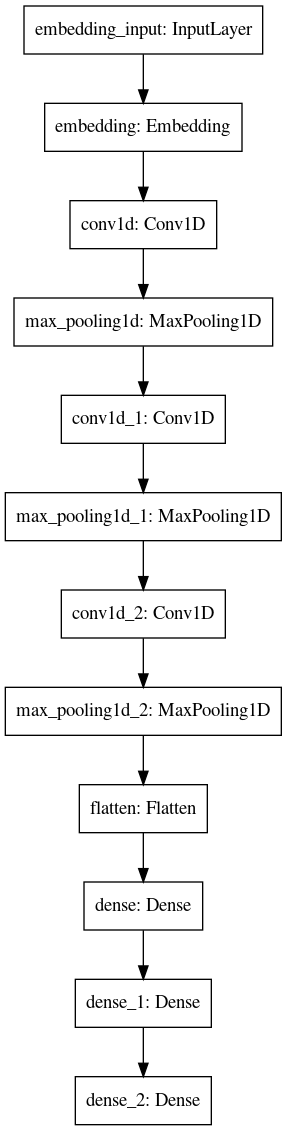 embedding_input: InputLayer
embedding: Embedding
conv1d: Conv1D
max_pooling1d: MaxPooling1D
conv1d_1: Conv1D
max_pooling1d_1: MaxPooling1D
conv1d_2: Conv1D
max_pooling1d_2: MaxPooling1D
flatten: Flatten
dense: Dense
dense_1: Dense
dense_2: Dense